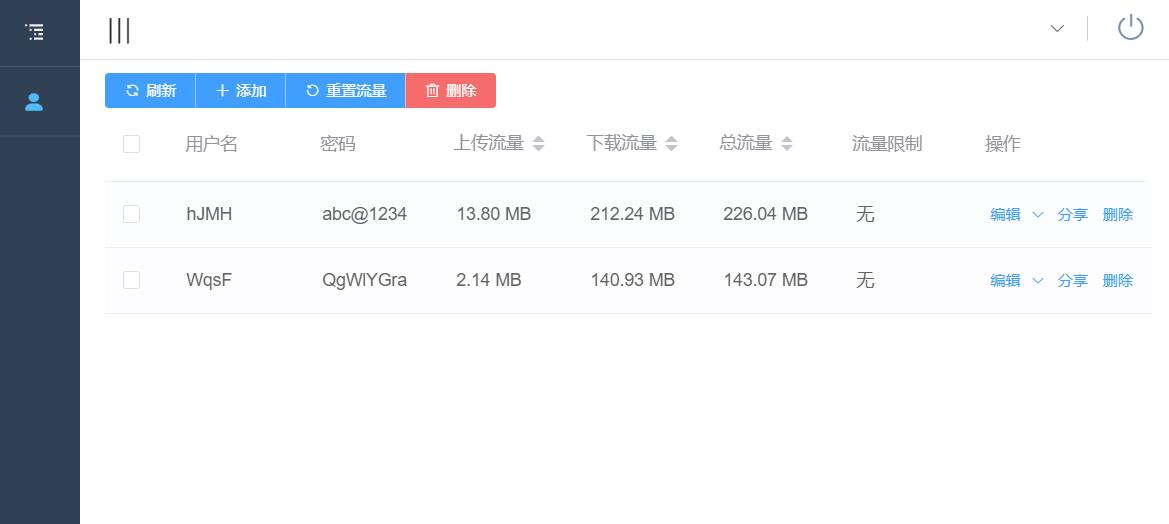 刷新 添加 重置流量 删除
用户名 密码 上传流量 下载流量 总流量 流量限制 操作
hJMH abc@1234 13.80 MB 212.24 MB 226.04 MB 无 编辑 分享 删除
WqsF QgWlYGra 2.14 MB 140.93 MB 143.07 MB 无 编辑 分享 删除